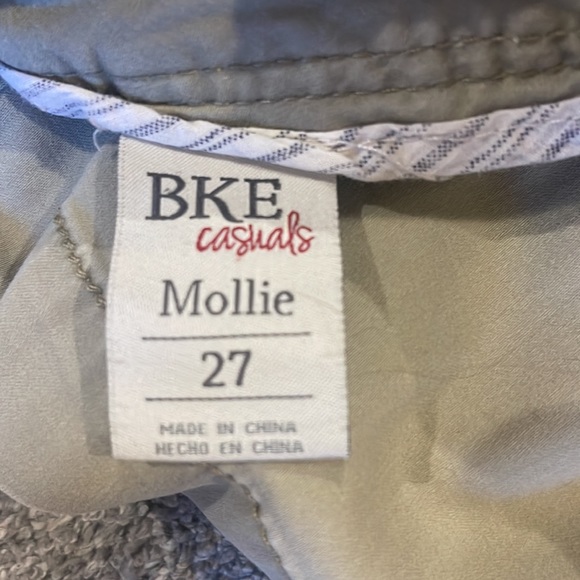 BKE
casuals
Mollie
27
MADE IN CHINA
HECHO EN CHINA